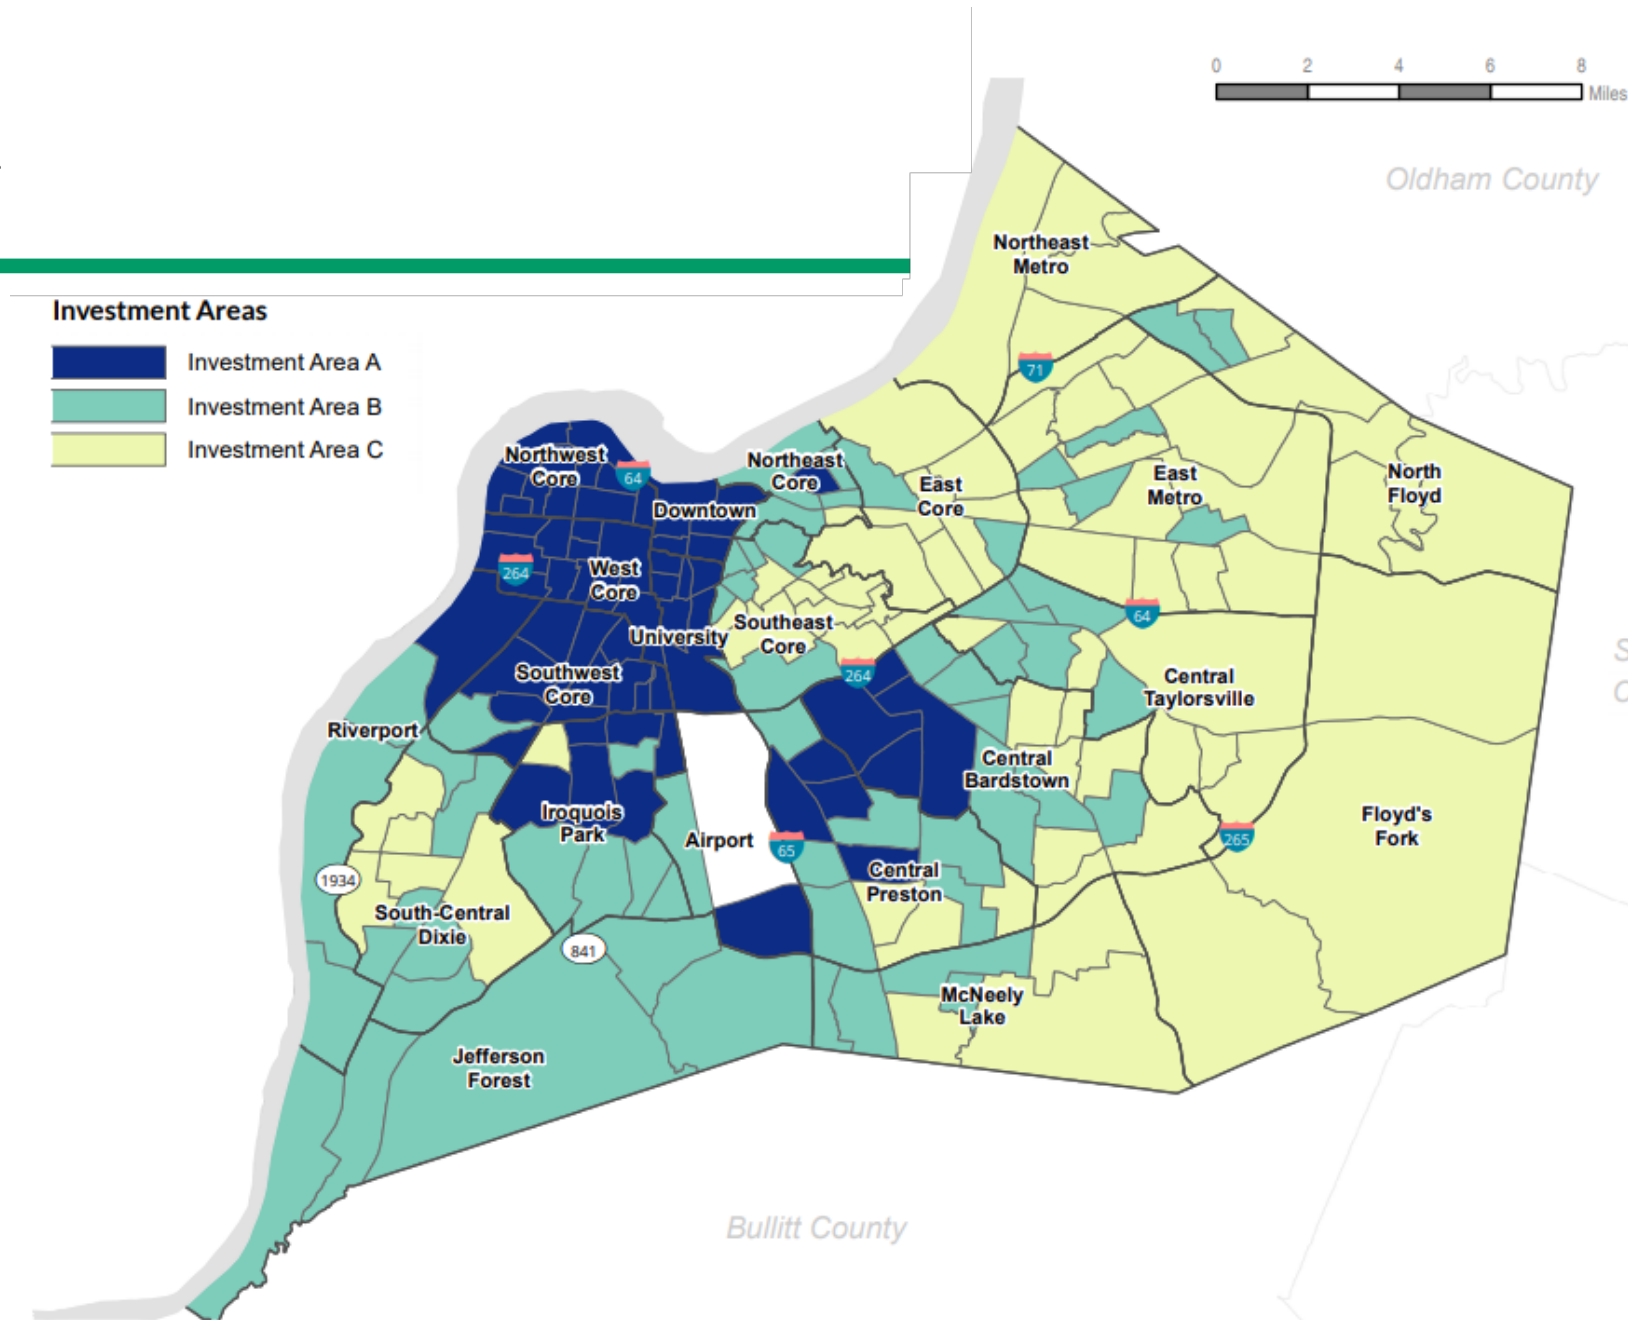 0 2 4 6 8
Miles
Oldham County
Northeast
Metro
Investment Areas
Investment Area A
Investment Area B
Investment Area C
71
Northwest
Core
64
Northeast
Core
Downtown
East
Core
East
Metro
North
Floyd
264
West
Core
University
Southeast
Core
64
264
Southwest
Core
Central
Taylorsville
Riverport
Central
Bardstown
Iroquois
Park
Airport
65
265
Floyd's
Fork
1934
Central
Preston
South-Central
Dixie
841
McNeely
Lake
Jefferson
Forest
Bullitt County
S